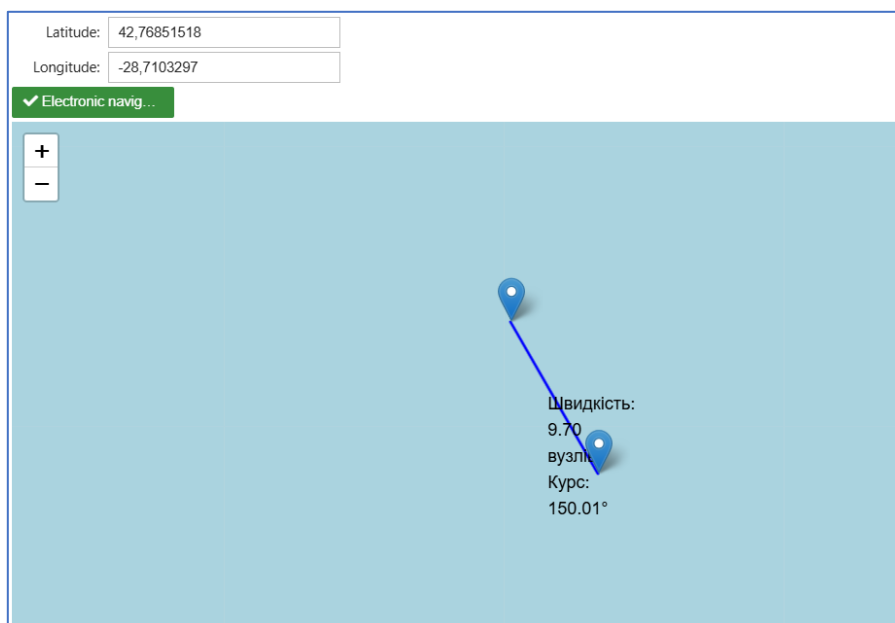 Latitude: 42,76851518
Longitude: -28,7103297
Electronic navig...
+
−
Швидкість:
9.70
Курс:
150.01°